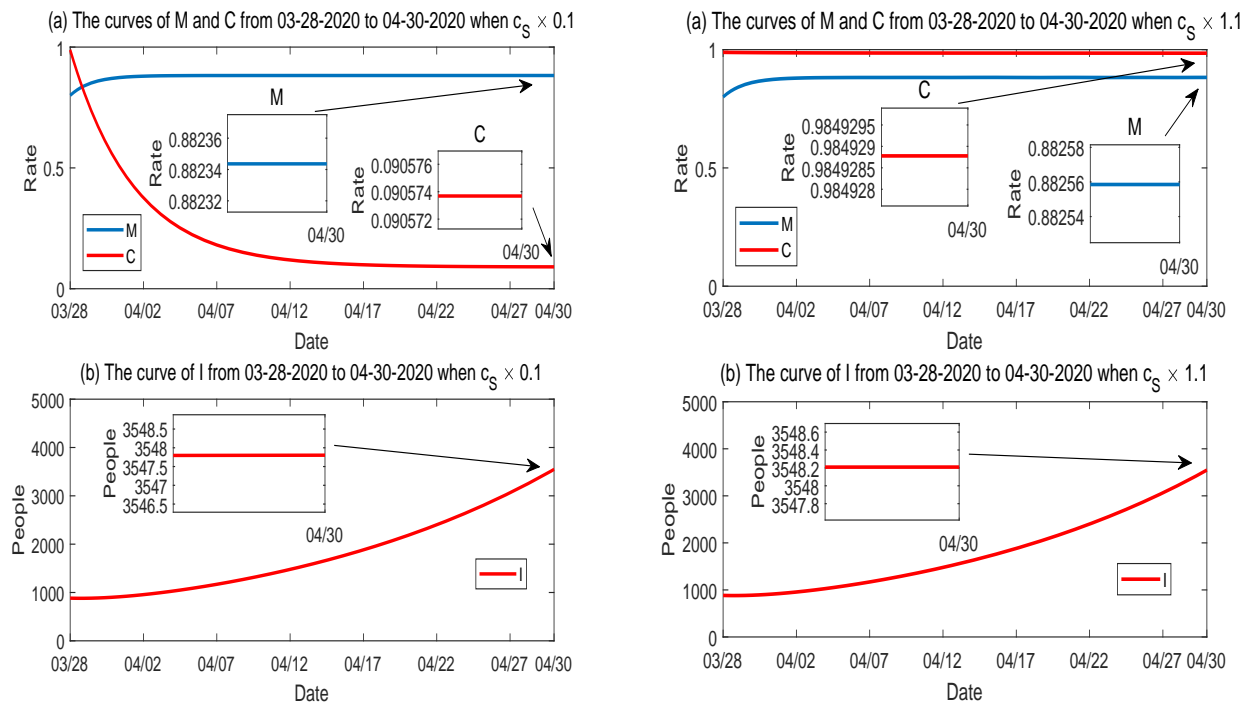 (a) The curves of M and C from 03-28-2020 to 04-30-2020 when c_S × 0.1
1
0.5
0
Rate
M
0.88236
0.88234
0.88232
Rate
04/30
C
0.090576
0.090574
0.090572
Rate
04/30
M
C
03/28 04/02 04/07 04/12 04/17 04/22 04/27 04/30
Date
(a) The curves of M and C from 03-28-2020 to 04-30-2020 when c_S × 1.1
1
0.5
0
Rate
C
0.9849295
0.984929
0.9849285
0.984928
Rate
04/30
M
0.88258
0.88256
0.88254
Rate
04/30
M
C
03/28 04/02 04/07 04/12 04/17 04/22 04/27 04/30
Date
(b) The curve of I from 03-28-2020 to 04-30-2020 when c_S × 0.1
5000
4000
3000
2000
1000
0
People
3548.5
3548
3547.5
3547
3546.5
People
04/30
I
03/28 04/02 04/07 04/12 04/17 04/22 04/27 04/30
Date
(b) The curve of I from 03-28-2020 to 04-30-2020 when c_S × 1.1
5000
4000
3000
2000
1000
0
People
3548.6
3548.4
3548.2
3548
3547.8
People
04/30
I
03/28 04/02 04/07 04/12 04/17 04/22 04/27 04/30
Date